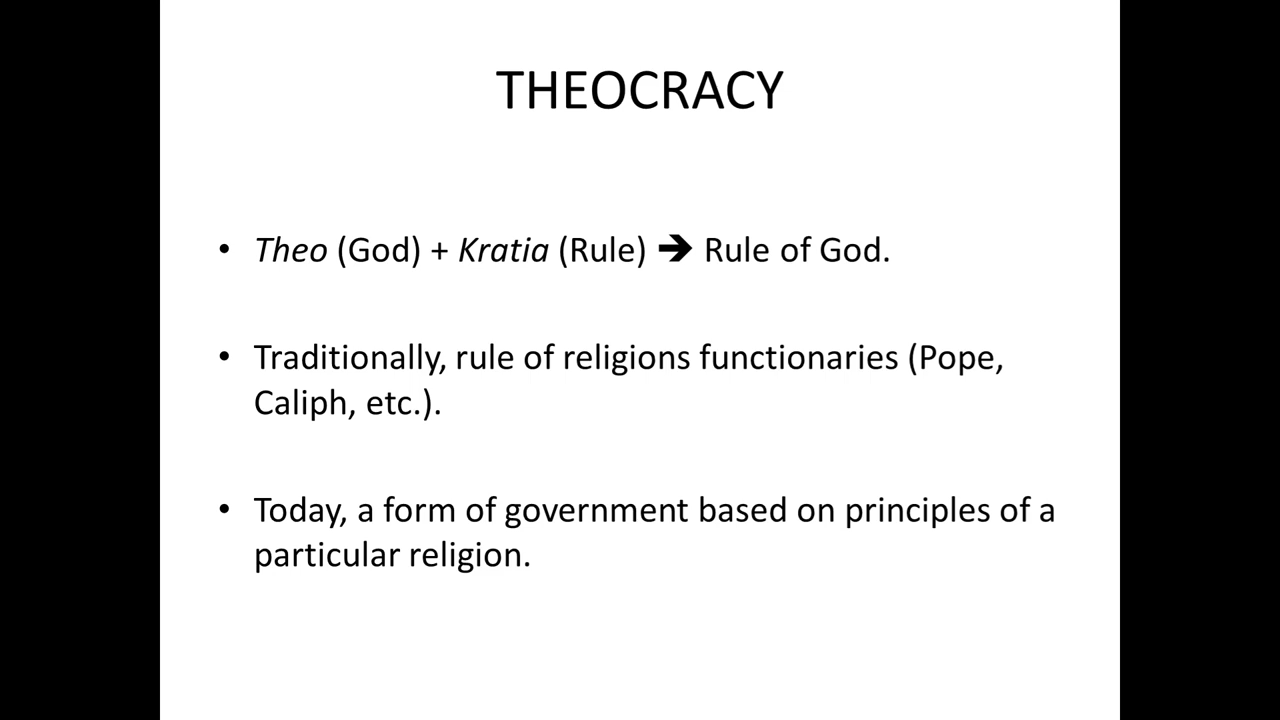 THEOCRACY
• Theo (God) + Kratia (Rule) ➔ Rule of God.
• Traditionally, rule of religions functionaries (Pope,
Caliph, etc.).
• Today, a form of government based on principles of a
particular religion.